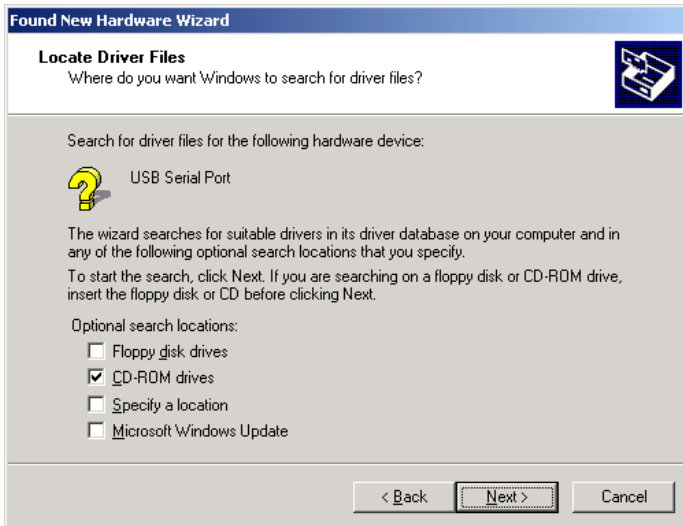 Found New Hardware Wizard
Locate Driver Files
Where do you want Windows to search for driver files?
Search for driver files for the following hardware device:
USB Serial Port
The wizard searches for suitable drivers in its driver database on your computer and in
any of the following optional search locations that you specify.
To start the search, click Next. If you are searching on a floppy disk or CD-ROM drive,
insert the floppy disk or CD before clicking Next.
Optional search locations:
Floppy disk drives
CD-ROM drives
Specify a location
Microsoft Windows Update
< Back Next > Cancel